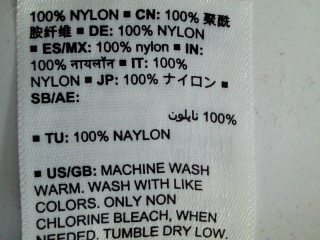 100% NYLON ■ CN: 100% 聚酰
胺纤维 ■ DE: 100% NYLON
■ ES/MX: 100% nylon ■ IN:
100% नायलॉन ■ IT: 100%
NYLON ■ JP: 100% ナイロン ■
SB/AE:
100% نايلون
■ TU: 100% NAYLON
■ US/GB: MACHINE WASH
WARM. WASH WITH LIKE
COLORS. ONLY NON
CHLORINE BLEACH, WHEN
NEEDED. TUMBLE DRY LOW.